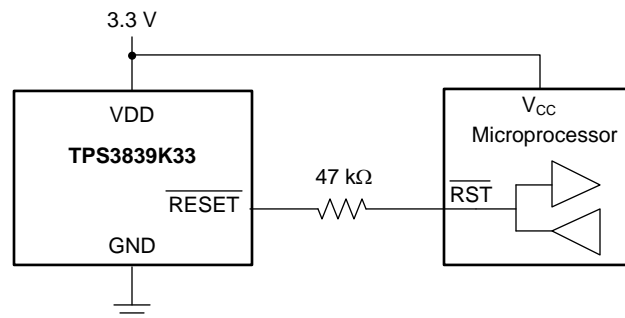 3.3 V
VDD
TPS3839K33
RESET
GND
47 kΩ
VCC
Microprocessor
RST